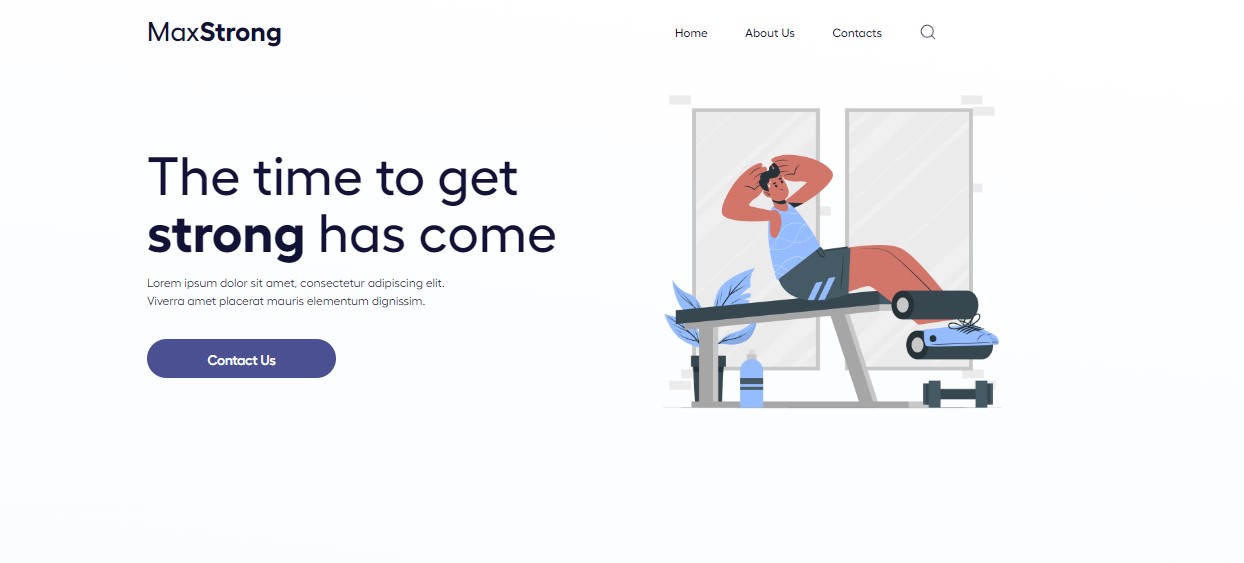 MaxStrong
Home About Us Contacts
The time to get
strong has come
Lorem ipsum dolor sit amet, consectetur adipiscing elit.
Viverra amet placerat mauris elementum dignissim.
Contact Us